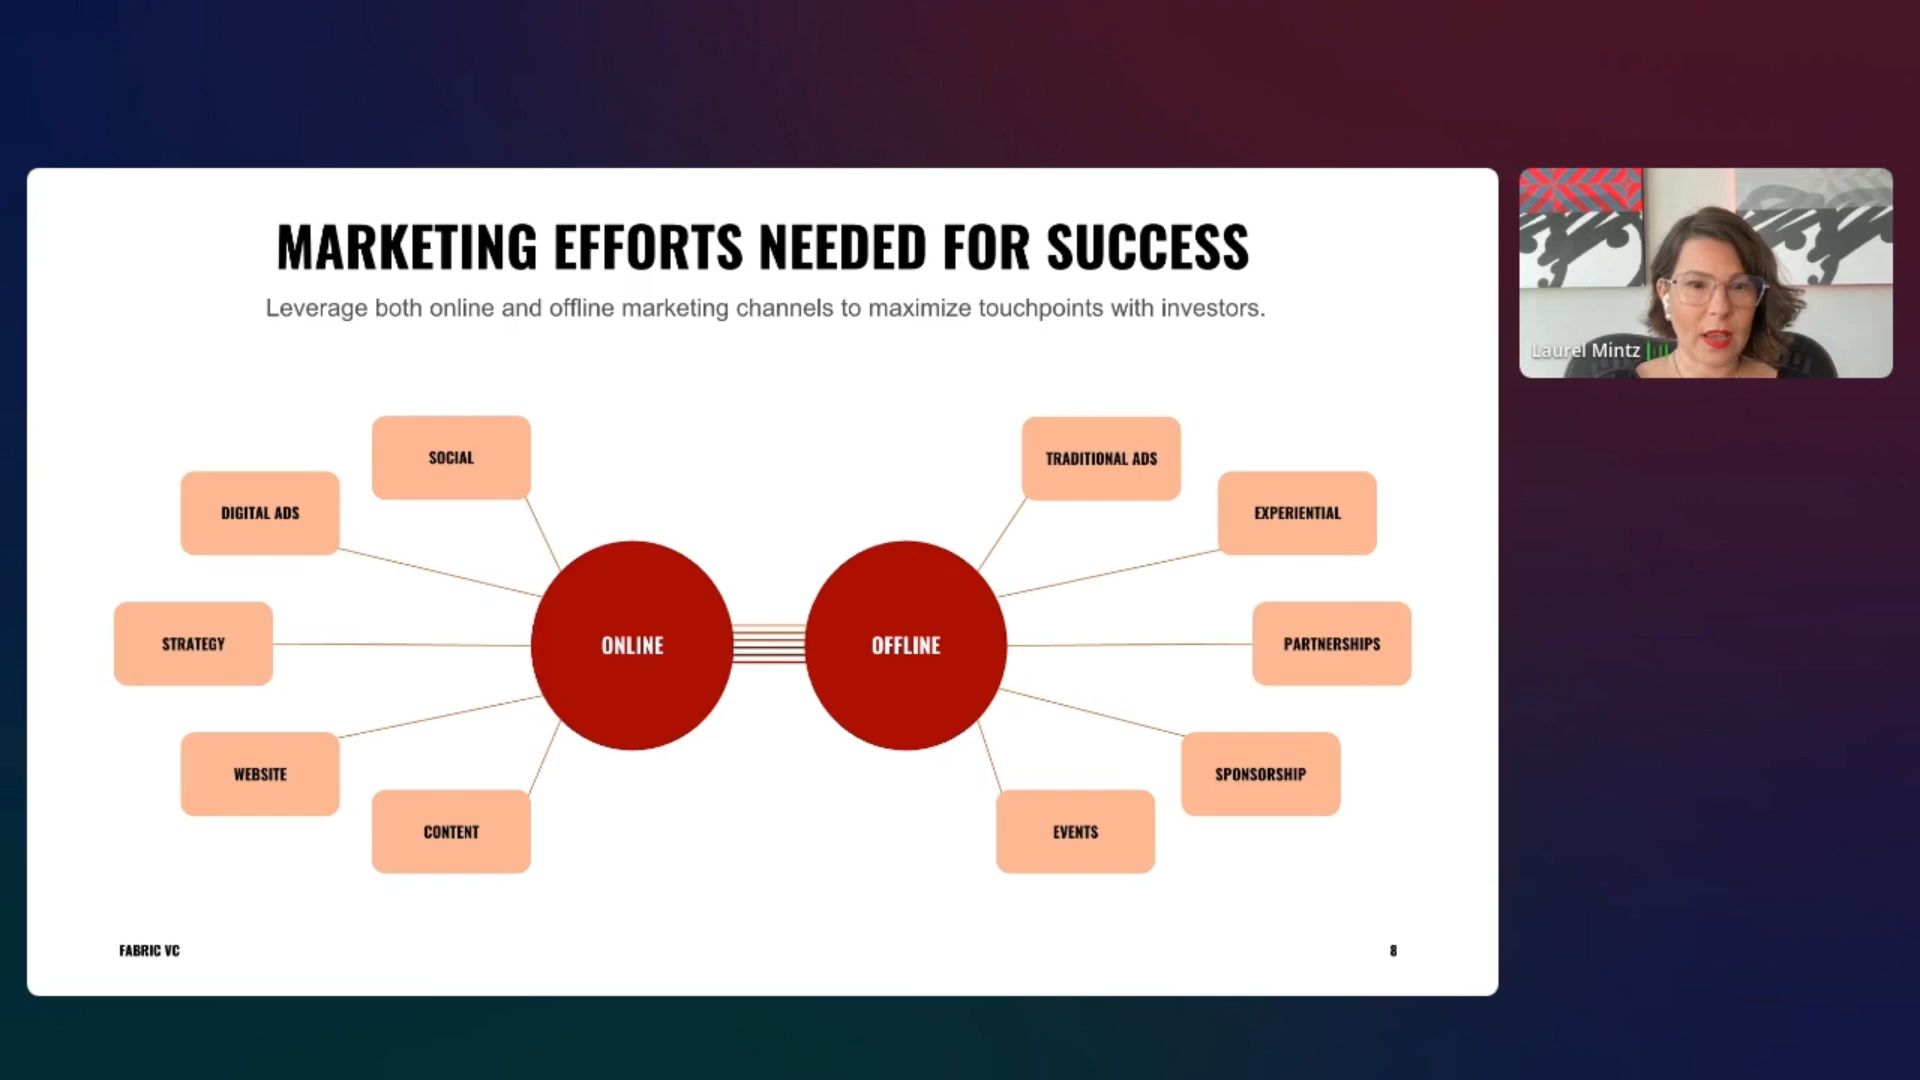 MARKETING EFFORTS NEEDED FOR SUCCESS
Leverage both online and offline marketing channels to maximize touchpoints with investors.
Laurel Mintz
SOCIAL
DIGITAL ADS
STRATEGY
WEBSITE
CONTENT
ONLINE
OFFLINE
TRADITIONAL ADS
EXPERIENTIAL
PARTNERSHIPS
SPONSORSHIP
EVENTS
FABRIC VC
8